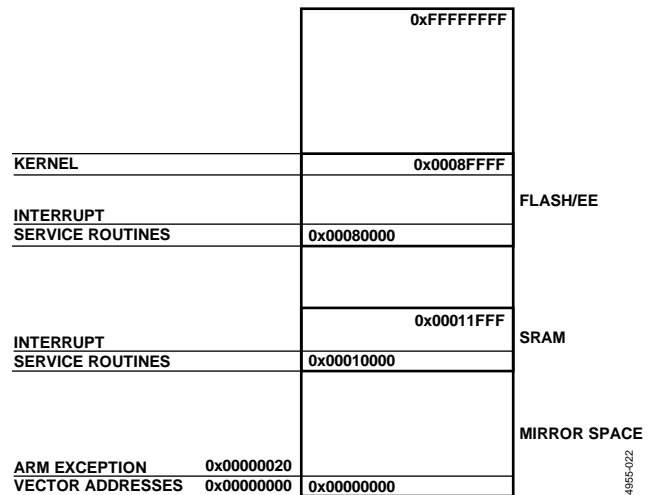 0xFFFFFFFF
KERNEL 0x0008FFFF
FLASH/EE
INTERRUPT
SERVICE ROUTINES 0x00080000
0x00011FFF
SRAM
INTERRUPT
SERVICE ROUTINES 0x00010000
MIRROR SPACE
ARM EXCEPTION 0x00000020
VECTOR ADDRESSES 0x00000000 0x00000000
4955-022